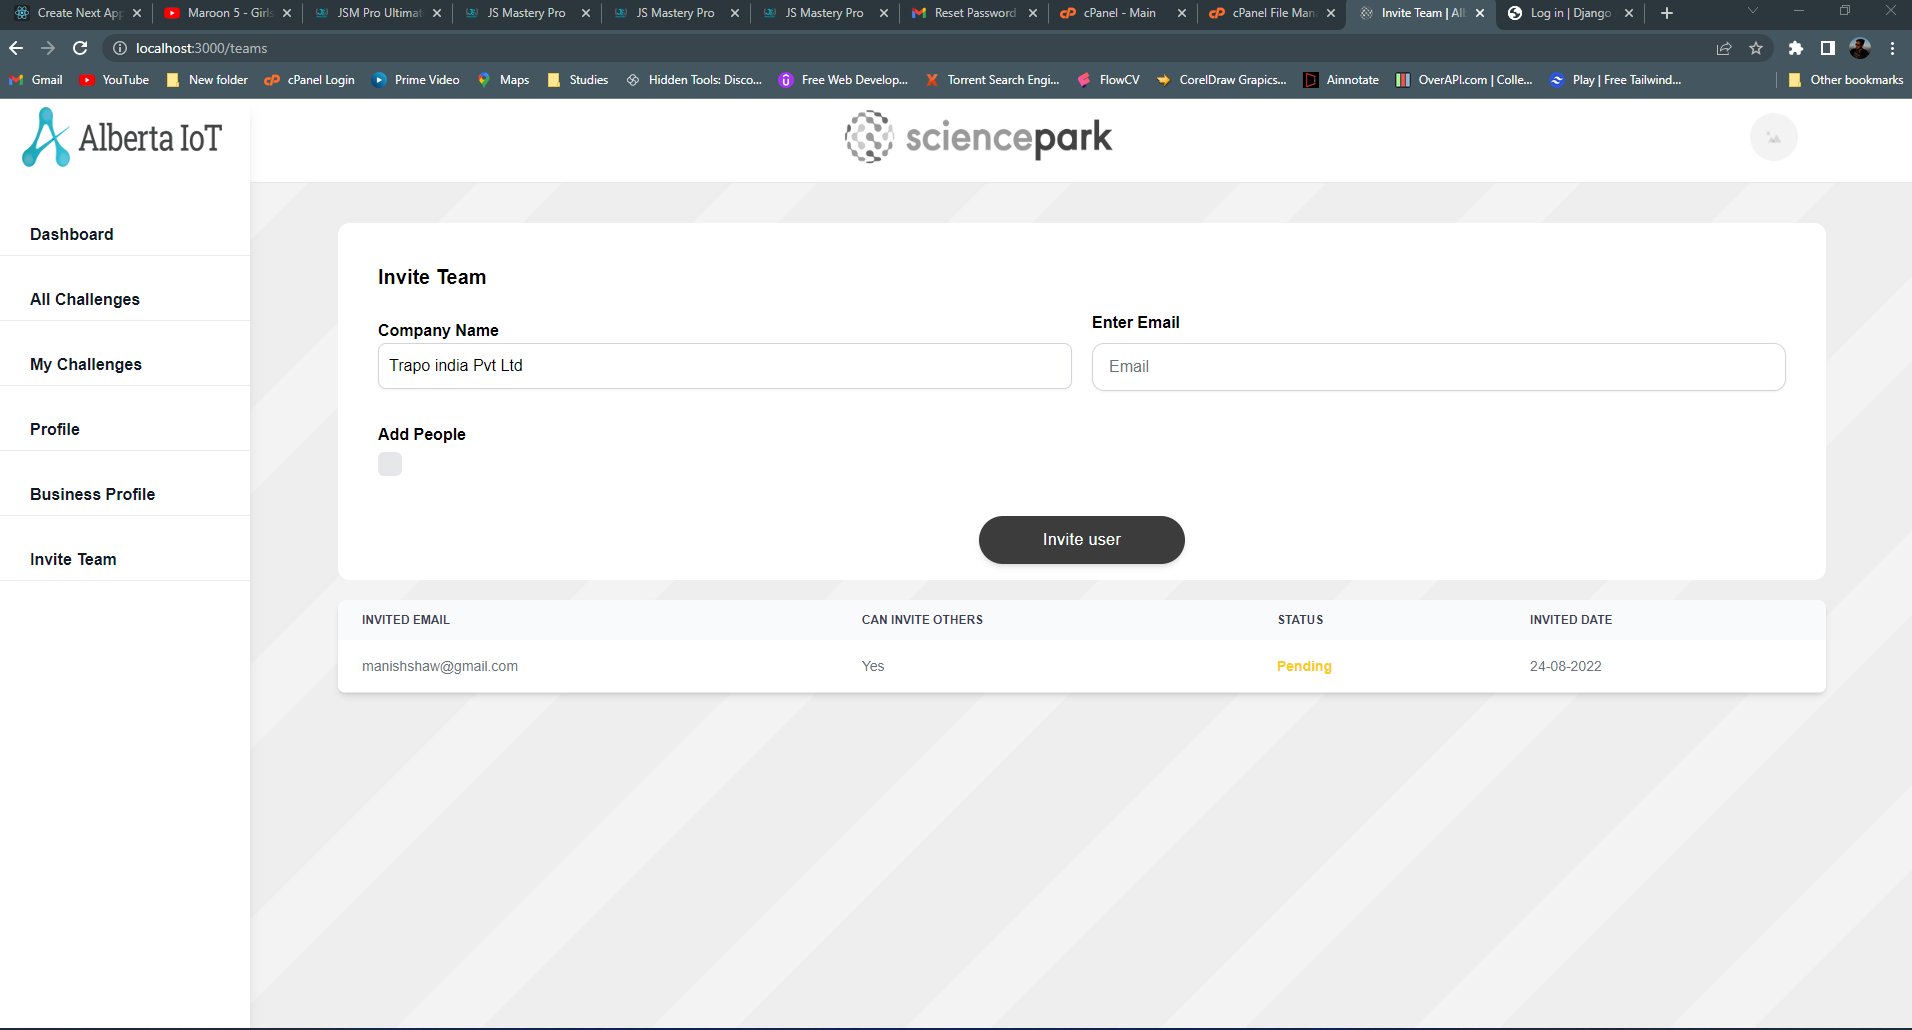 Create Next App
Maroon 5 - Girls
JSM Pro Ultimat
JS Mastery Pro
JS Mastery Pro
JS Mastery Pro
Reset Password
cPanel - Main
cPanel File Man
Invite Team | Alb
Log in | Django
localhost:3000/teams
Gmail
YouTube
New folder
cPanel Login
Prime Video
Maps
Studies
Hidden Tools: Disco...
Free Web Develop...
Torrent Search Engi...
FlowCV
CorelDraw Grapics...
Ainnotate
OverAPI.com | Colle...
Play | Free Tailwind...
Other bookmarks
Alberta IoT
sciencepark
Dashboard
All Challenges
My Challenges
Profile
Business Profile
Invite Team
Invite Team
Company Name
Trapo india Pvt Ltd
Enter Email
Email
Add People
Invite user
INVITED EMAIL CAN INVITE OTHERS STATUS INVITED DATE
manishshaw@gmail.com Yes Pending 24-08-2022